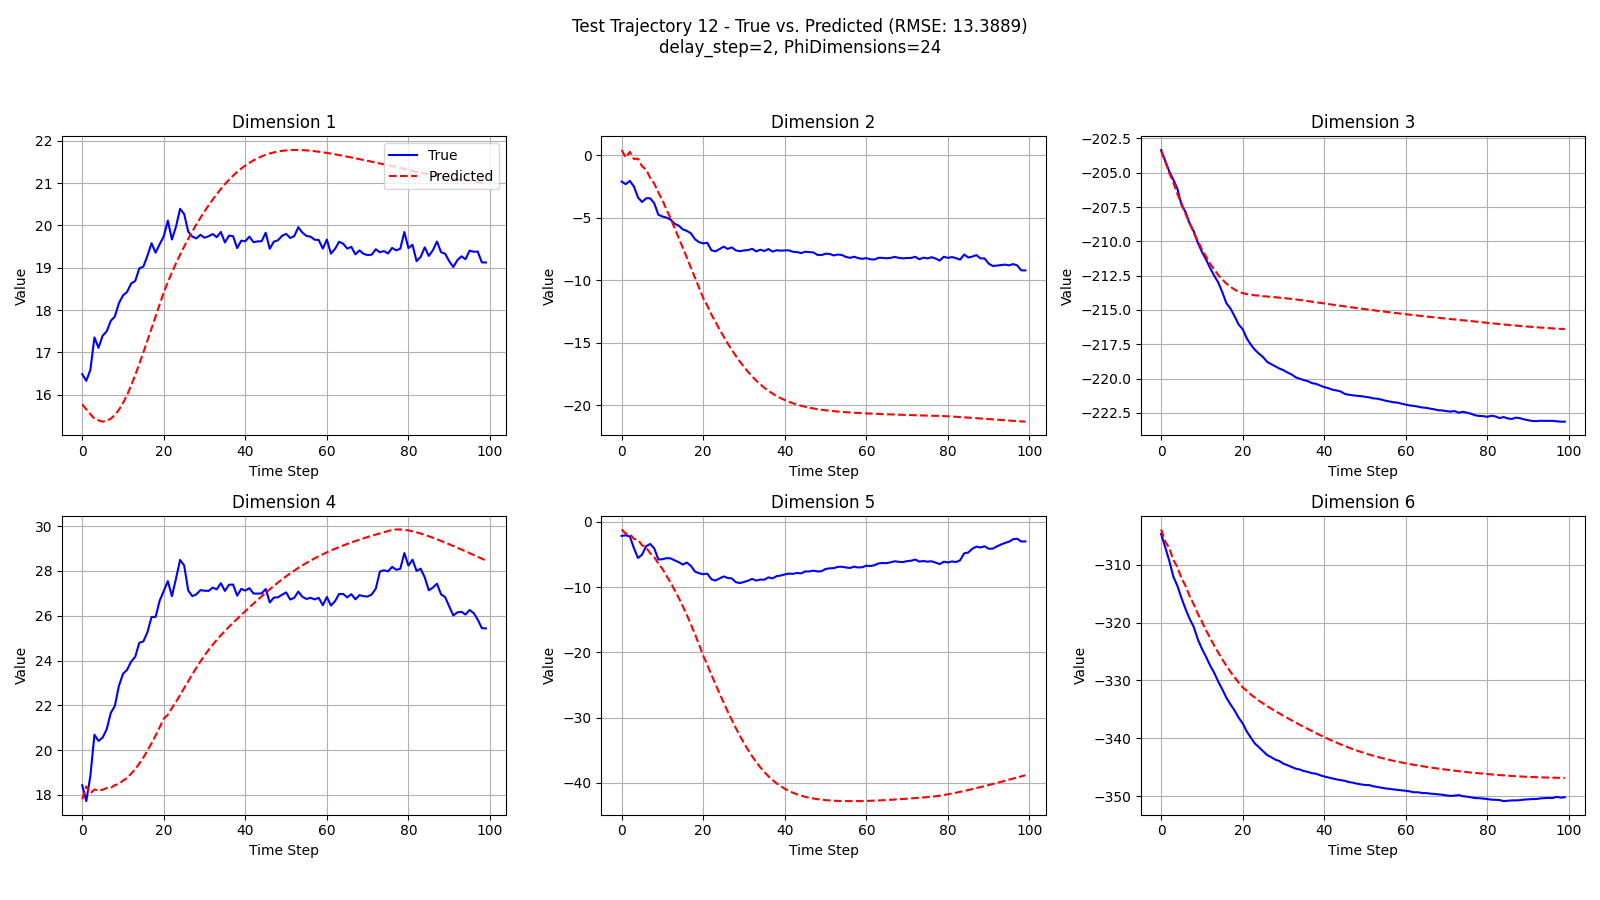 Test Trajectory 12 - True vs. Predicted (RMSE: 13.3889)
delay_step=2, PhiDimensions=24
Dimension 1
22
21
20
19
18
17
16
Value
0 20 40 60 80 100
Time Step
True
Predicted
Dimension 2
0
−5
−10
−15
−20
Value
0 20 40 60 80 100
Time Step
Dimension 3
−202.5
−205.0
−207.5
−210.0
−212.5
−215.0
−217.5
−220.0
−222.5
Value
0 20 40 60 80 100
Time Step
Dimension 4
30
28
26
24
22
20
18
Value
0 20 40 60 80 100
Time Step
Dimension 5
0
−10
−20
−30
−40
Value
0 20 40 60 80 100
Time Step
Dimension 6
−310
−320
−330
−340
−350
Value
0 20 40 60 80 100
Time Step